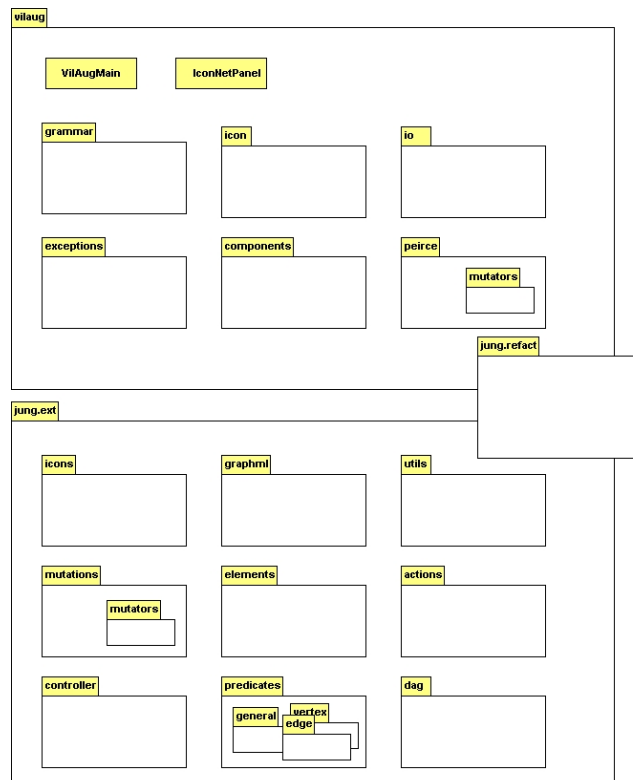 vilaug
VilAugMain
IconNetPanel
grammar
icon
io
exceptions
components
peirce
mutators
jung.refact
jung.ext
icons
graphml
utils
mutations
elements
actions
mutators
controller
predicates
dag
general
vertex
edge